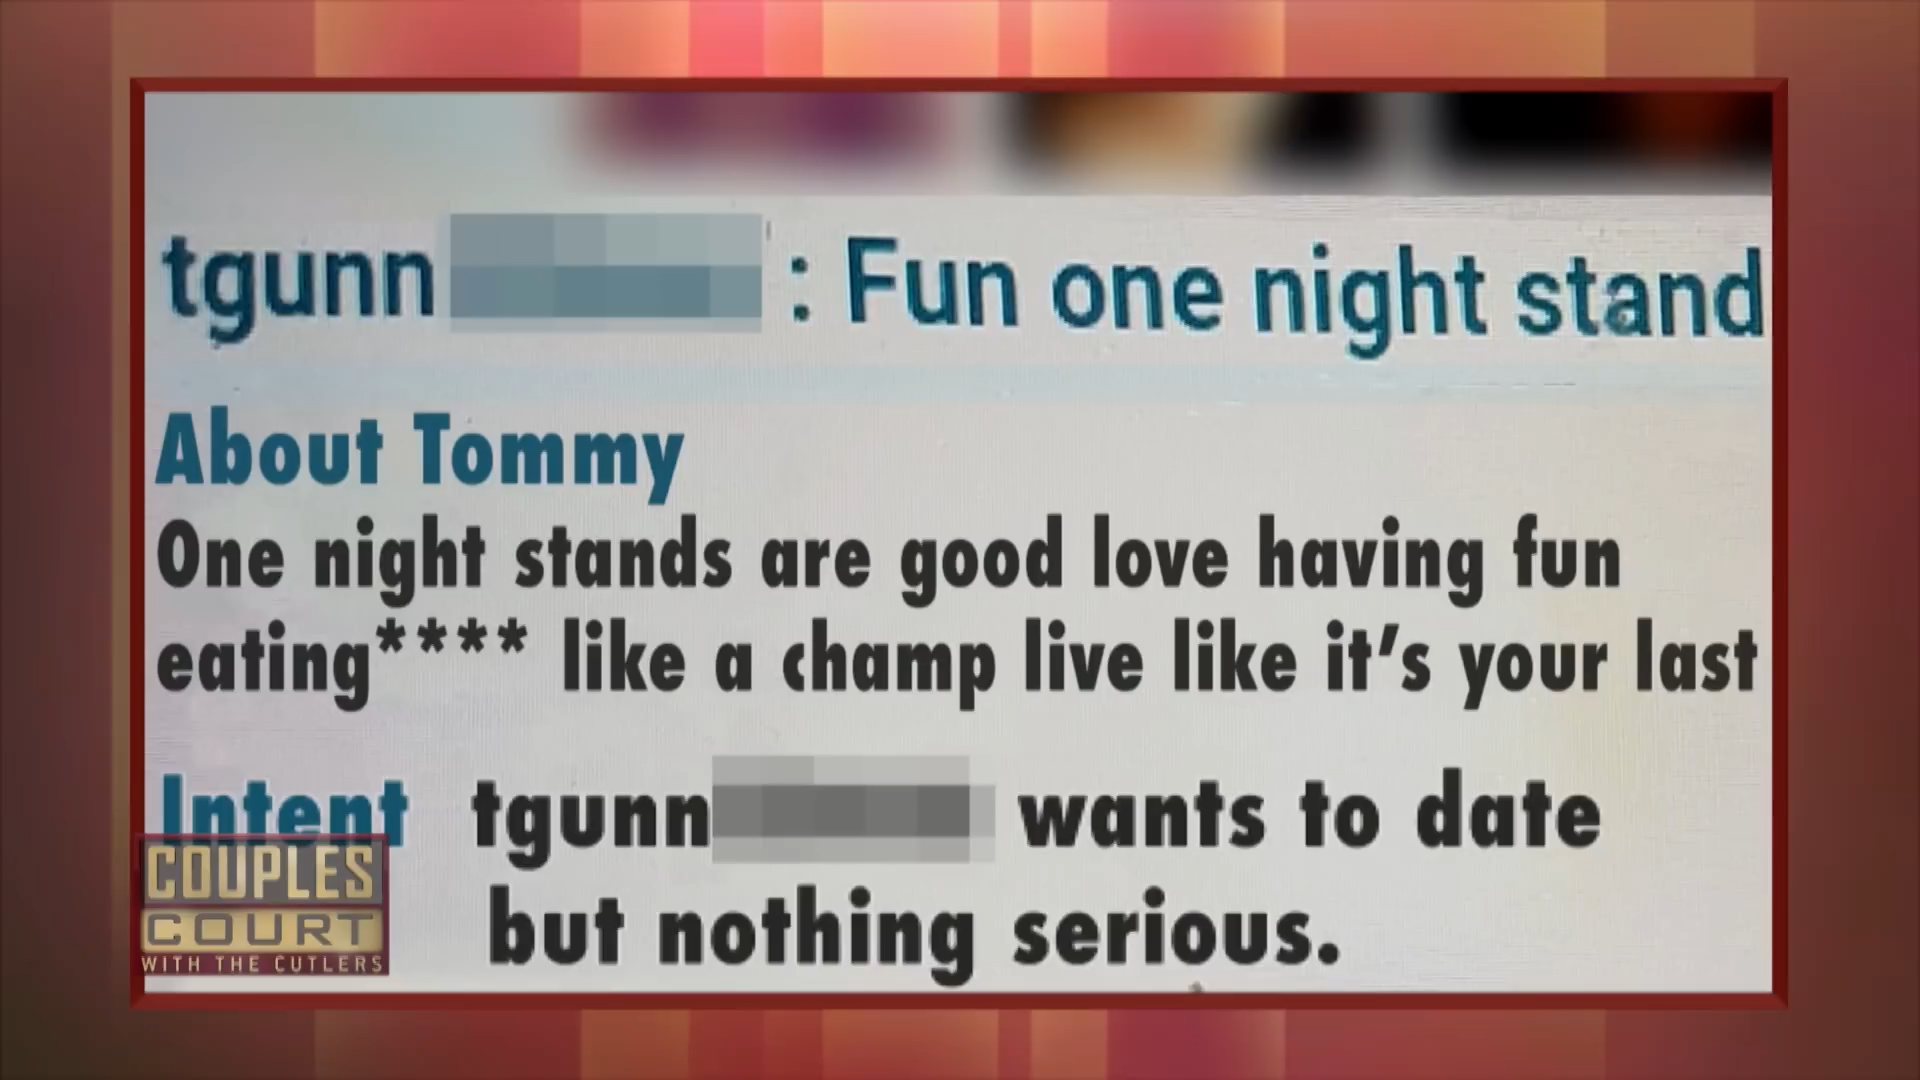 tgunn : Fun one night stand
About Tommy
One night stands are good love having fun
eating**** like a champ live like it's your last
Intent tgunn wants to date
but nothing serious.
COUPLES
COURT
WITH THE CUTLERS